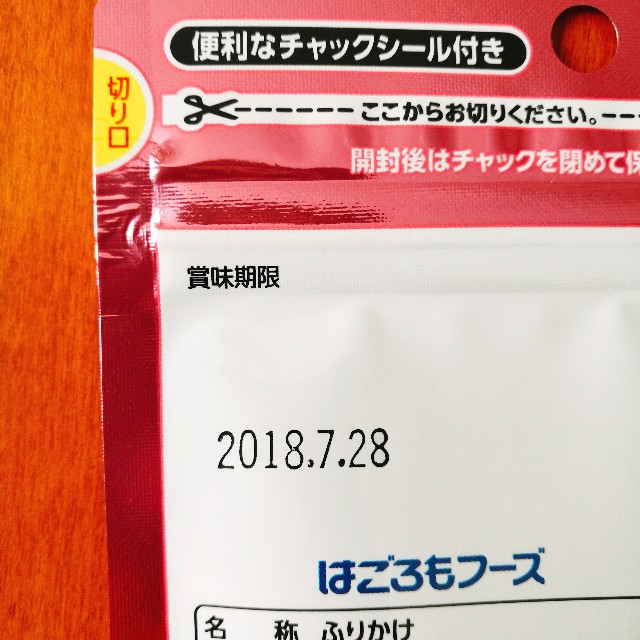 便利なチャックシール付き
切り口
ここからお切りください。
開封後はチャックを閉めて
賞味期限
2018.7.28
はごろもフーズ
名 称 ふりかけ